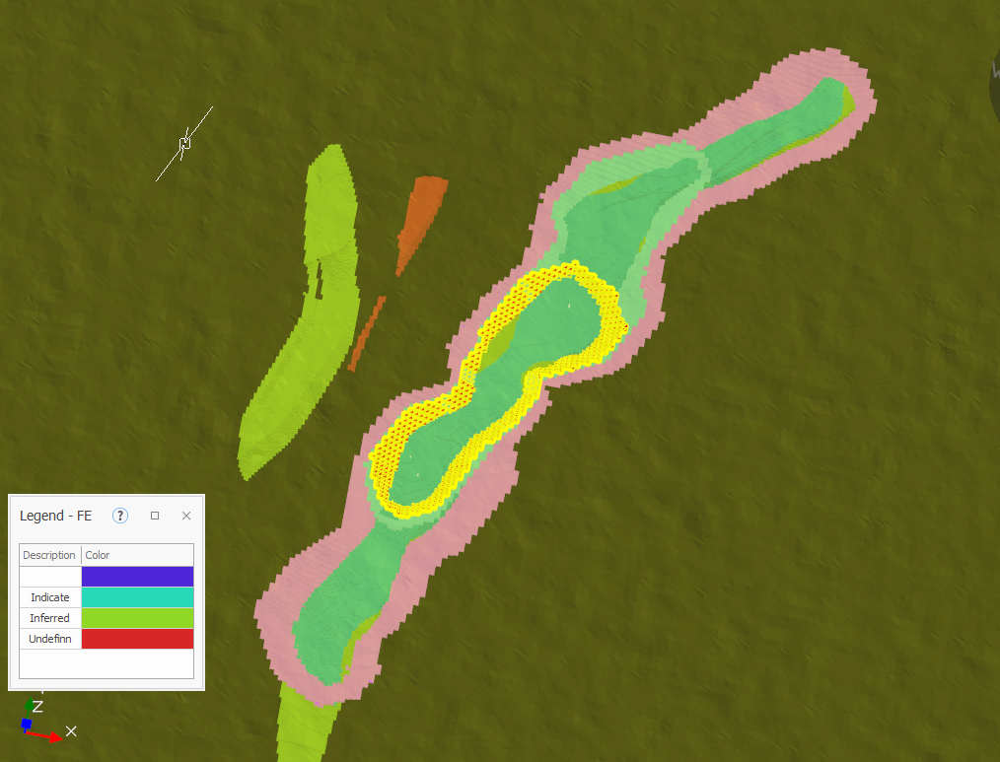 Legend - FE ?
Description Color
Indicate
Inferred
Undefinn
Z
X